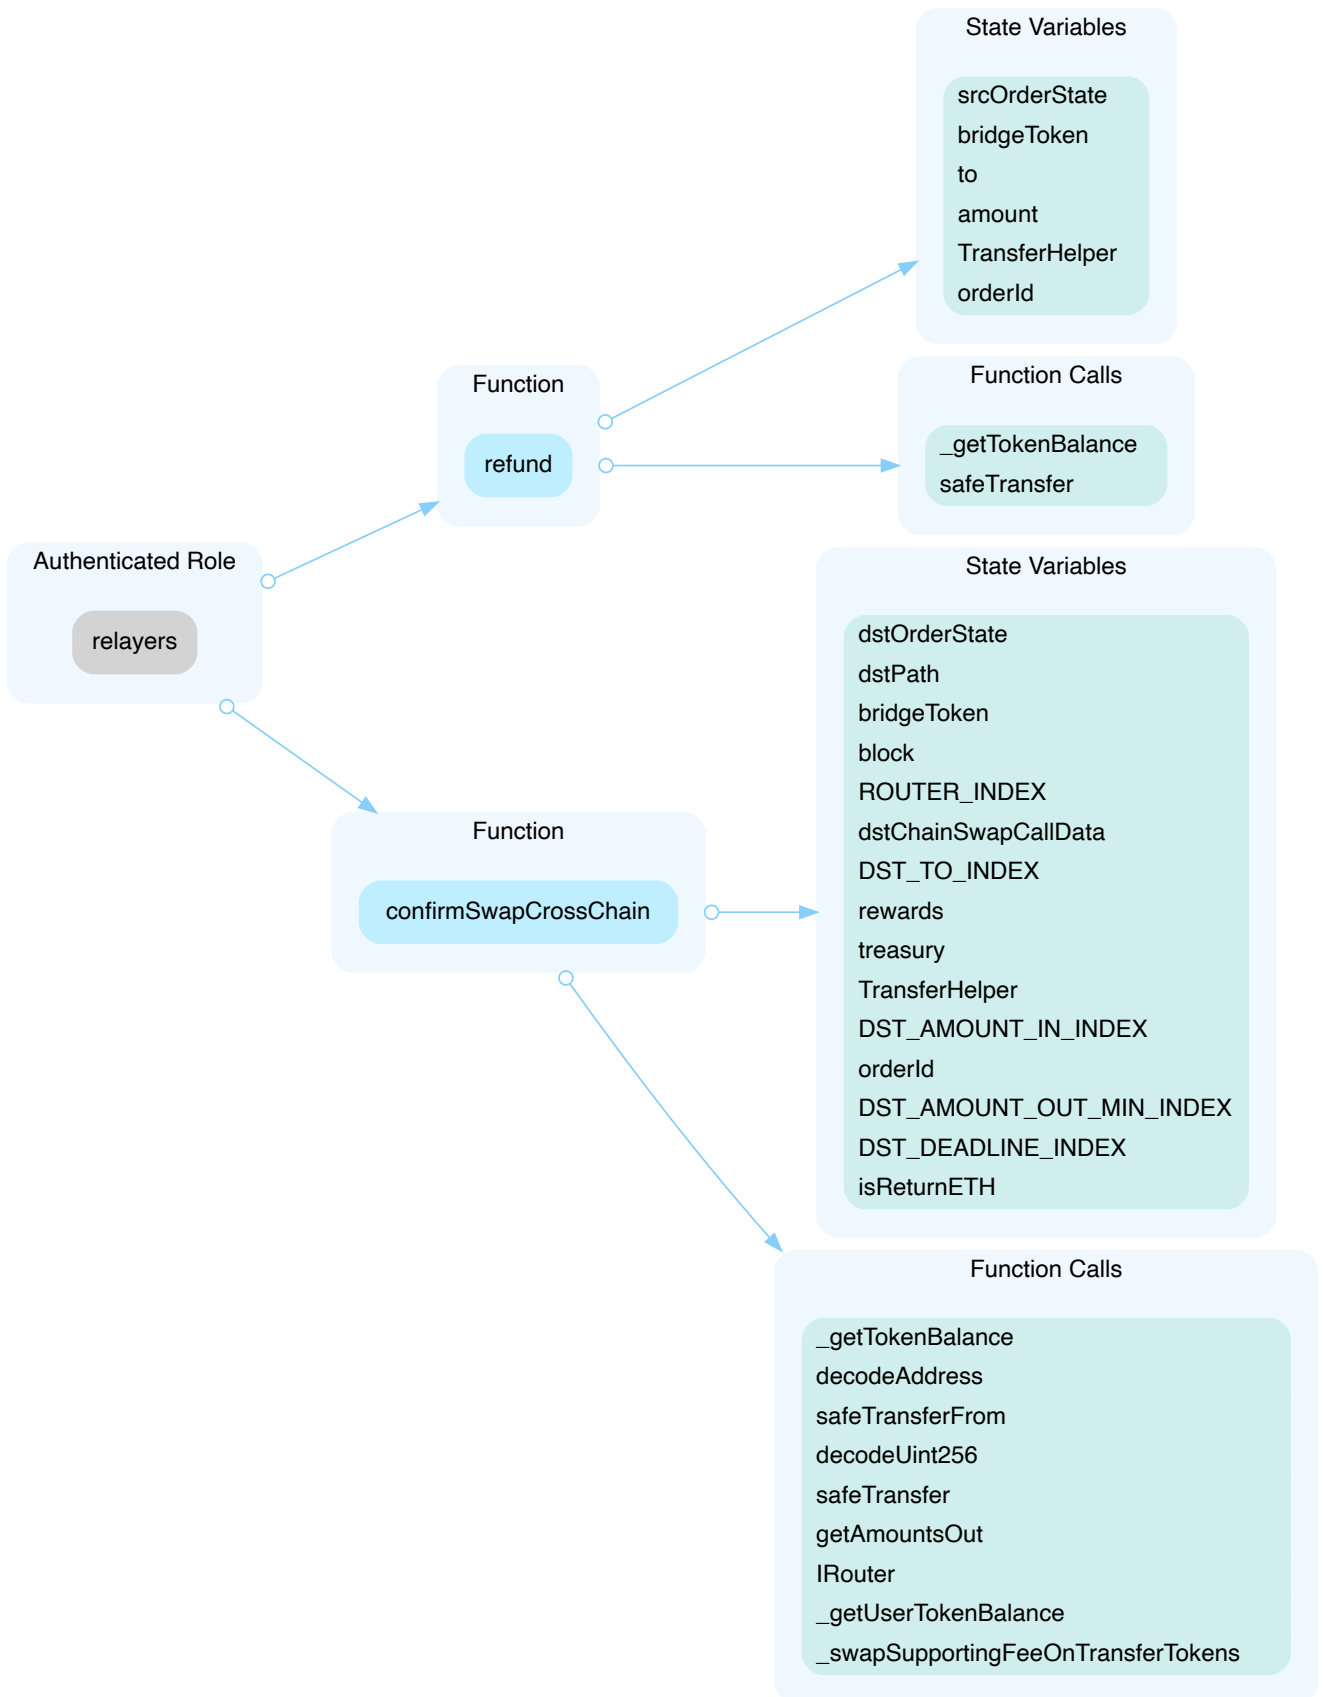 State Variables
srcOrderState
bridgeToken
to
amount
TransferHelper
orderId
Function
refund
Function Calls
_getTokenBalance
safeTransfer
Authenticated Role
relayers
State Variables
dstOrderState
dstPath
bridgeToken
block
ROUTER_INDEX
dstChainSwapCallData
DST_TO_INDEX
rewards
treasury
TransferHelper
DST_AMOUNT_IN_INDEX
orderId
DST_AMOUNT_OUT_MIN_INDEX
DST_DEADLINE_INDEX
isReturnETH
Function
confirmSwapCrossChain
Function Calls
_getTokenBalance
decodeAddress
safeTransferFrom
decodeUint256
safeTransfer
getAmountsOut
IRouter
_getUserTokenBalance
_swapSupportingFeeOnTransferTokens